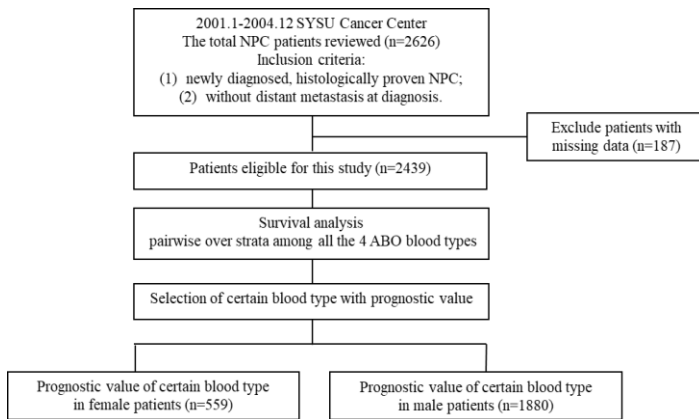 2001.1-2004.12 SYSU Cancer Center
The total NPC patients reviewed (n=2626)
Inclusion criteria:
(1) newly diagnosed, histologically proven NPC;
(2) without distant metastasis at diagnosis.
Exclude patients with
missing data (n=187)
Patients eligible for this study (n=2439)
Survival analysis
pairwise over strata among all the 4 ABO blood types
Selection of certain blood type with prognostic value
Prognostic value of certain blood type
in female patients (n=559)
Prognostic value of certain blood type
in male patients (n=1880)